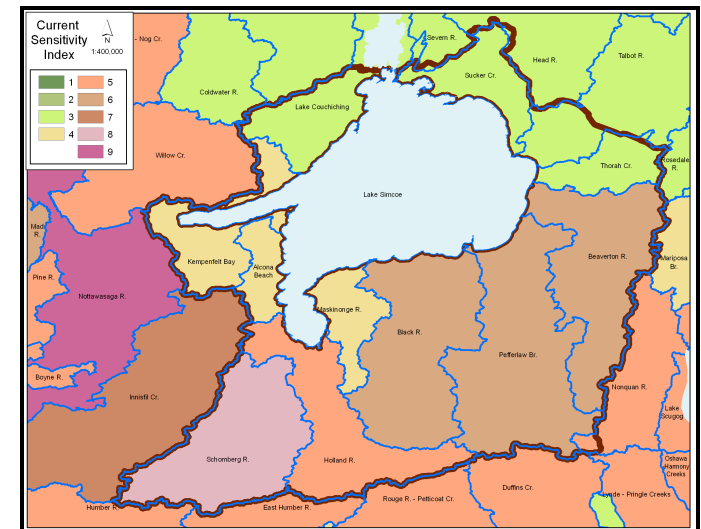 Current
Sensitivity
Index
N
1:400,000
1 5
2 6
3 7
4 8
9
- Nog Cr.
Severn R.
Head R.
Talbot R.
Sucker Cr.
Coldwater R.
Lake Couchiching
Willow Cr.
Thorah Cr.
Rosedale
R.
Lake Simcoe
Mad
R.
Kempenfelt Bay
Alcona
Beach
Beaverton R.
Mariposa
Br.
Pine R.
Nottawasaga R.
Maskinonge R.
Black R.
Pefferlaw Br.
Boyne R.
Nonquan R.
Innisfil Cr.
Lake
Scugog
Schomberg R.
Holland R.
Oshawa
Harmony
Creeks
Duffins Cr.
Lynde - Pringle Creeks
Rouge R. - Petticoat Cr.
Humber R.
East Humber R.